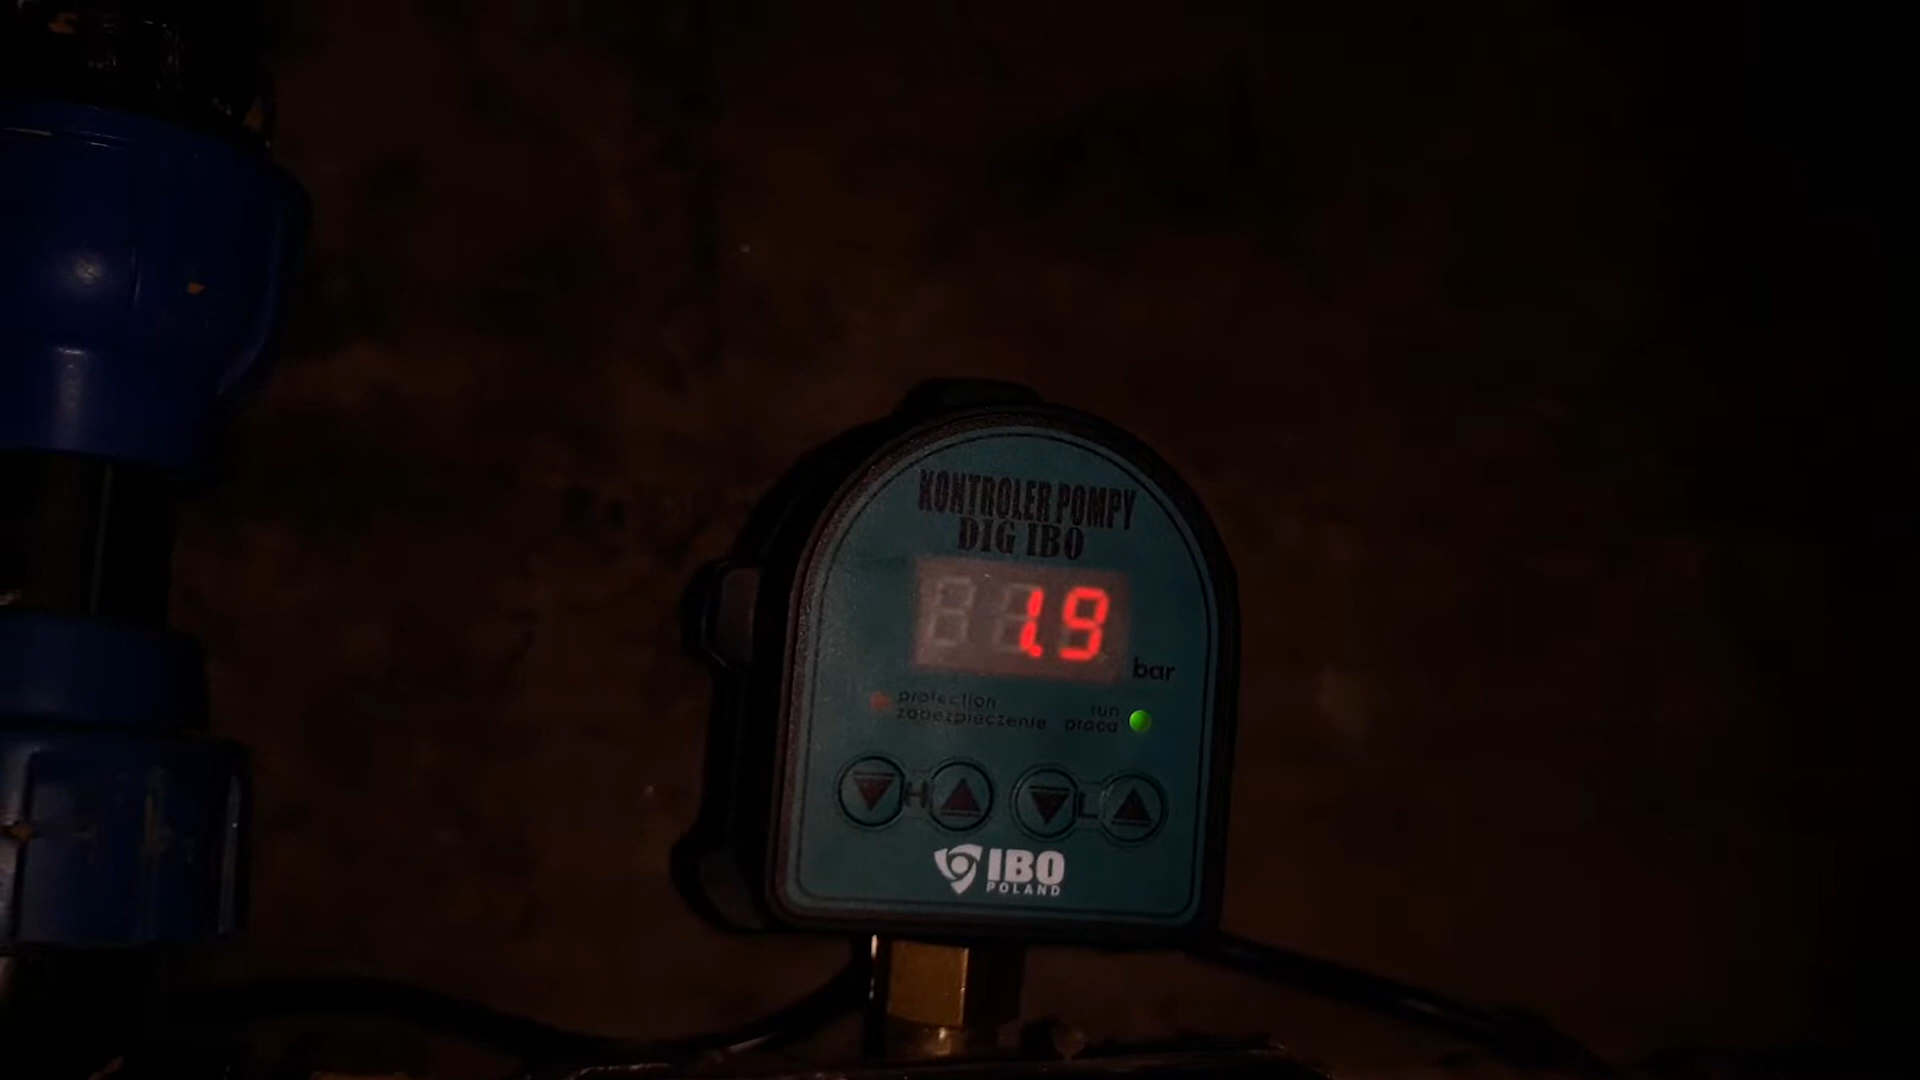 KONTROLER POMPY
DIG IBO
1.9
bar
protection
zabezpieczenie
run
praca
H
L
IBO
POLAND